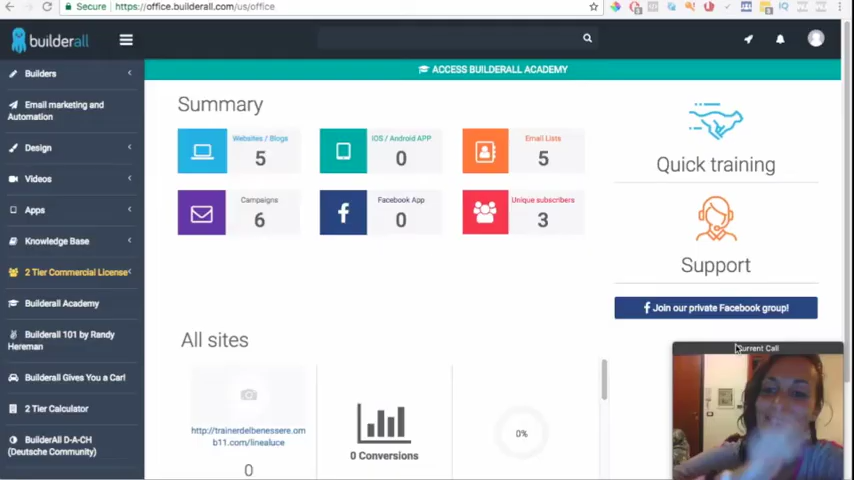 Secure
https://office.builderall.com/us/office
builderall
ACCESS BUILDERALL ACADEMY
Builders
Email marketing and
Automation
Design
Videos
Apps
Knowledge Base
2 Tier Commercial License
Builderall Academy
Builderall 101 by Randy
Hereman
Builderall Gives You a Car!
2 Tier Calculator
BuilderAll D-A-CH
(Deutsche Community)
Summary
Websites / Blogs
5
IOS / Android APP
0
Email Lists
5
Campaigns
6
Facebook App
0
Unique subscribers
3
All sites
http://trainerdelbenessere.om
b11.com/linealuce
0
0 Conversions
0%
Quick training
Support
Join our private Facebook group!
Current Call